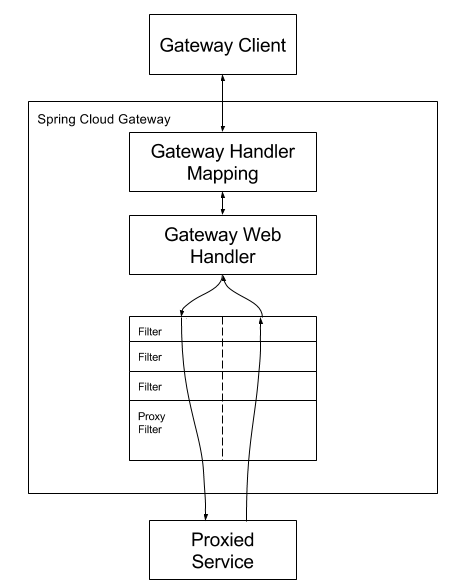 Gateway Client
Spring Cloud Gateway
Gateway Handler
Mapping
Gateway Web
Handler
Filter
Filter
Filter
Proxy
Filter
Proxied
Service